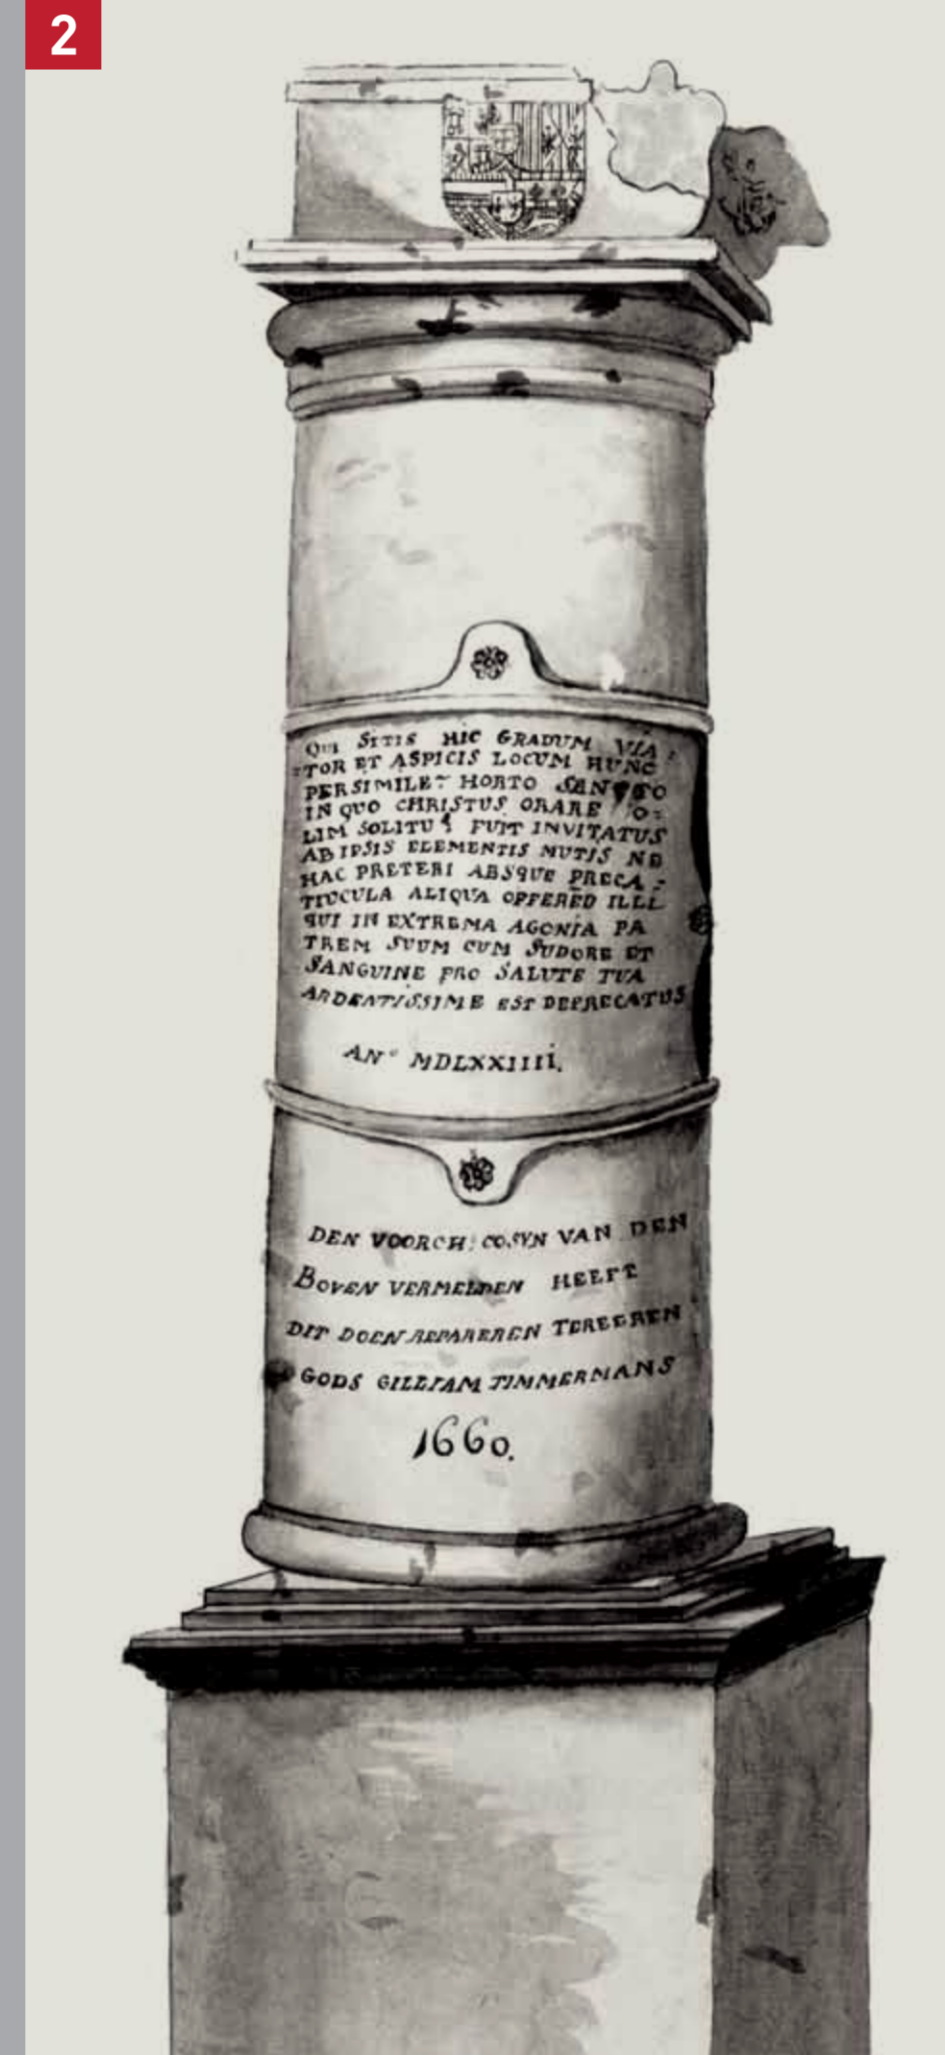 2
QUI SITIS HIC GRADUM VIA=
=TOR ET ASPICIS LOCUM HUNC
PERSIMILE~ HORTO SANCTO
IN QUO CHRISTUS ORARE O=
LIM SOLITUS FUIT INVITATUS
AB IPSIS ELEMENTIS MUTIS NE
HAC PRETERI ABSQUE PRECA=
TIUCULA ALIQUA OFFERED ILLI
QUI IN EXTREMA AGONIA PA
TREM SUUM CUM SUDORE ET
SANGUINE PRO SALUTE TUA
ARDENTISSIME EST DEPRECATUS
AN° MDLXXIIII.
DEN VOORCH: COSYN VAN DEN
BOVEN VERMELDEN HEEFT
DIT DOEN REPAREREN TEREEREN
GODS GILLIAM TIMMERMANS
1660.